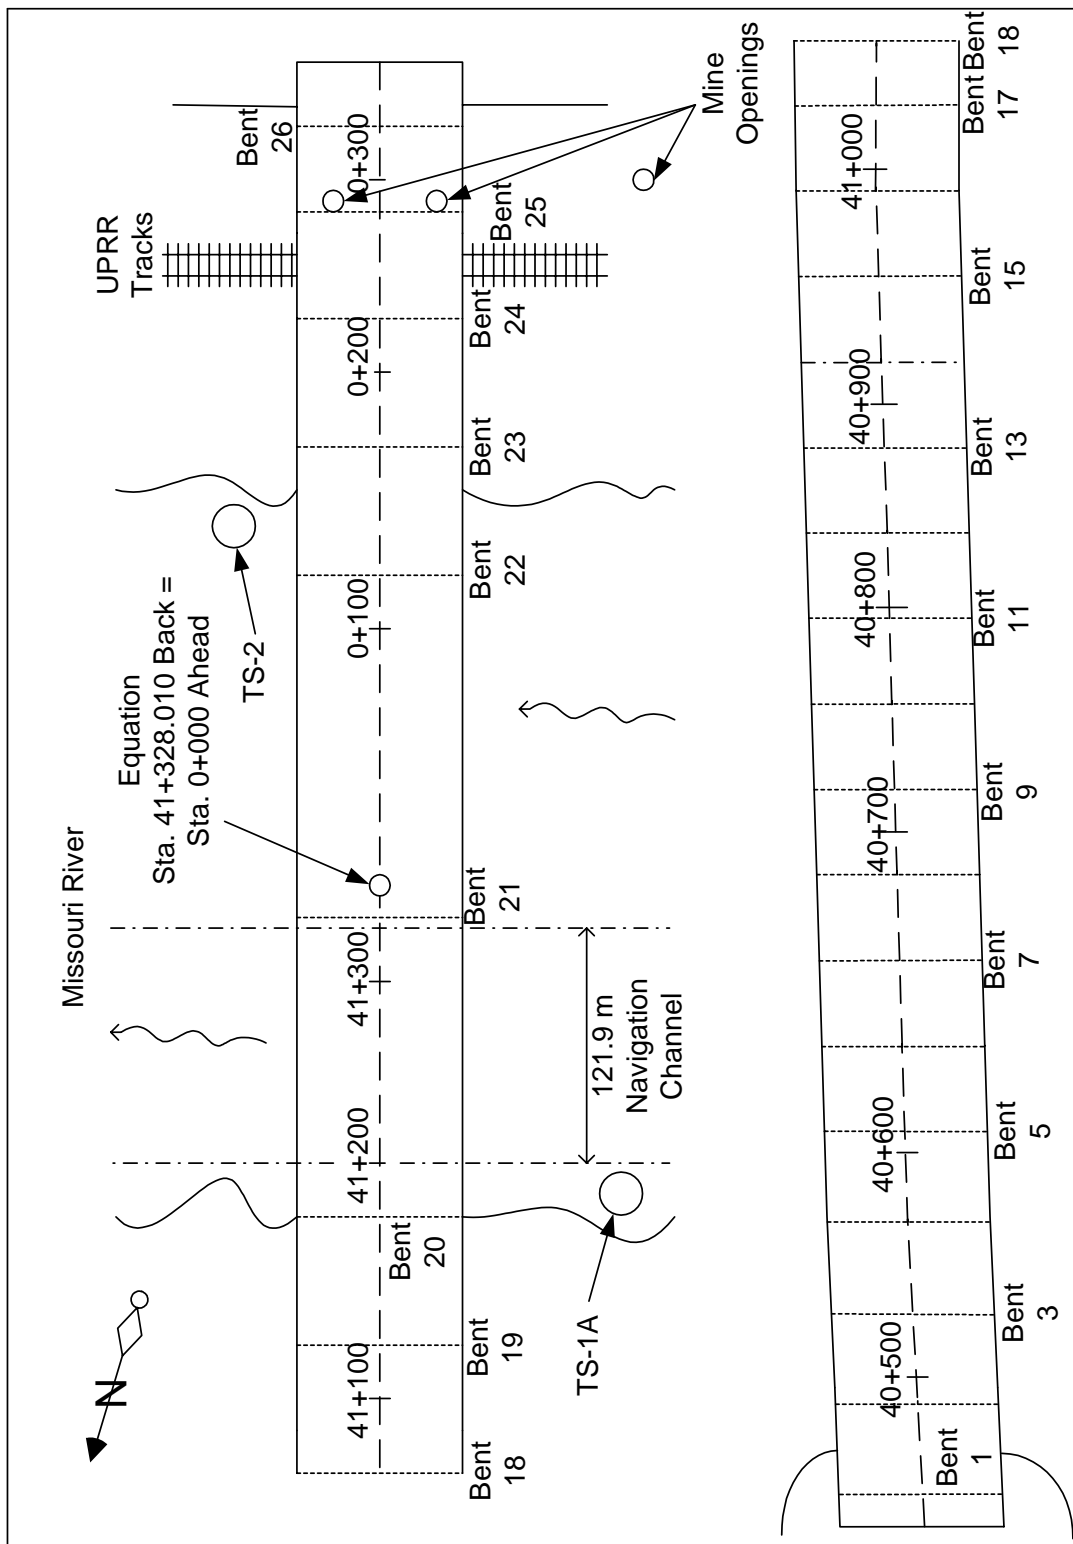 Missouri River
N
UPRR
Tracks
Equation
Sta. 41+328.010 Back =
Sta. 0+000 Ahead
TS-2
TS-1A
121.9 m
Navigation
Channel
Mine
Openings
41+100
41+200
41+300
0+100
0+200
0+300
Bent
18
Bent
19
Bent
20
Bent
21
Bent
22
Bent
23
Bent
24
Bent
25
Bent
26
40+500
40+600
40+700
40+800
40+900
41+000
Bent
1
Bent
3
Bent
5
Bent
7
Bent
9
Bent
11
Bent
13
Bent
15
Bent
17
Bent
18